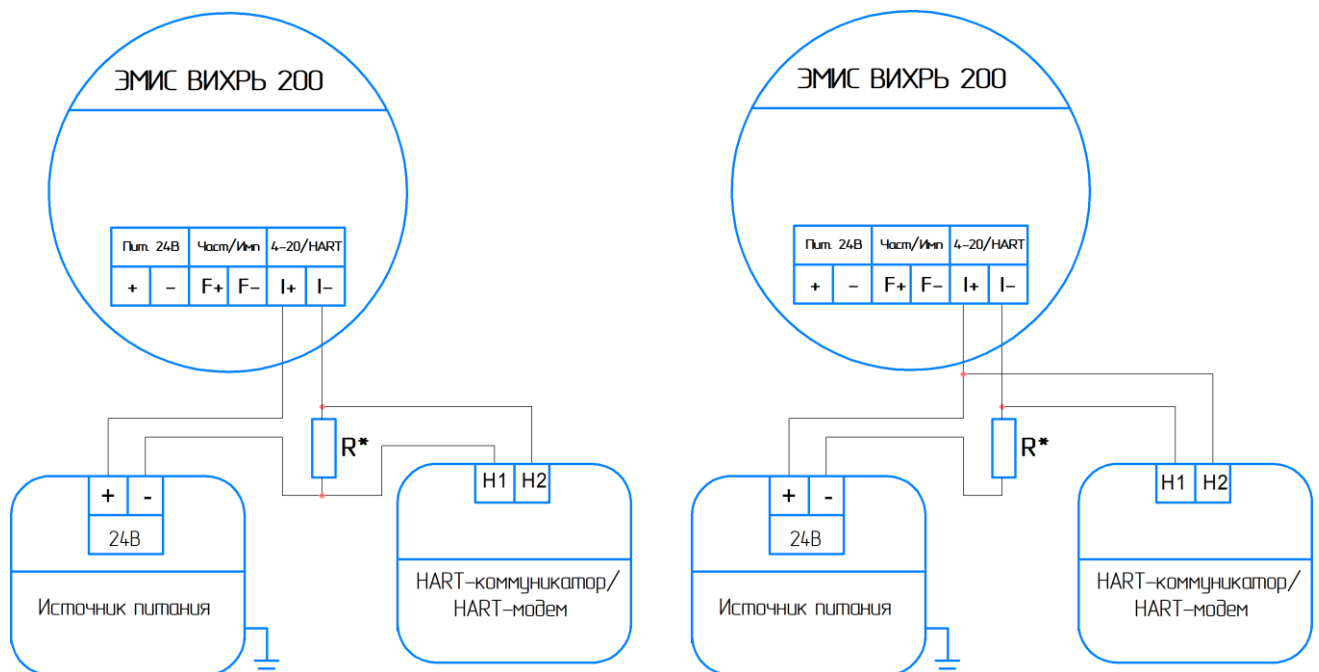 ЭМИС ВИХРЬ 200
Пит. 24В Част/Имп 4-20/HART
+ - F+ F- I+ I-
R*
H1 H2
+ -
24В
Источник питания
HART-коммуникатор/
HART-модем
ЭМИС ВИХРЬ 200
Пит. 24В Част/Имп 4-20/HART
+ - F+ F- I+ I-
R*
H1 H2
+ -
24В
Источник питания
HART-коммуникатор/
HART-модем